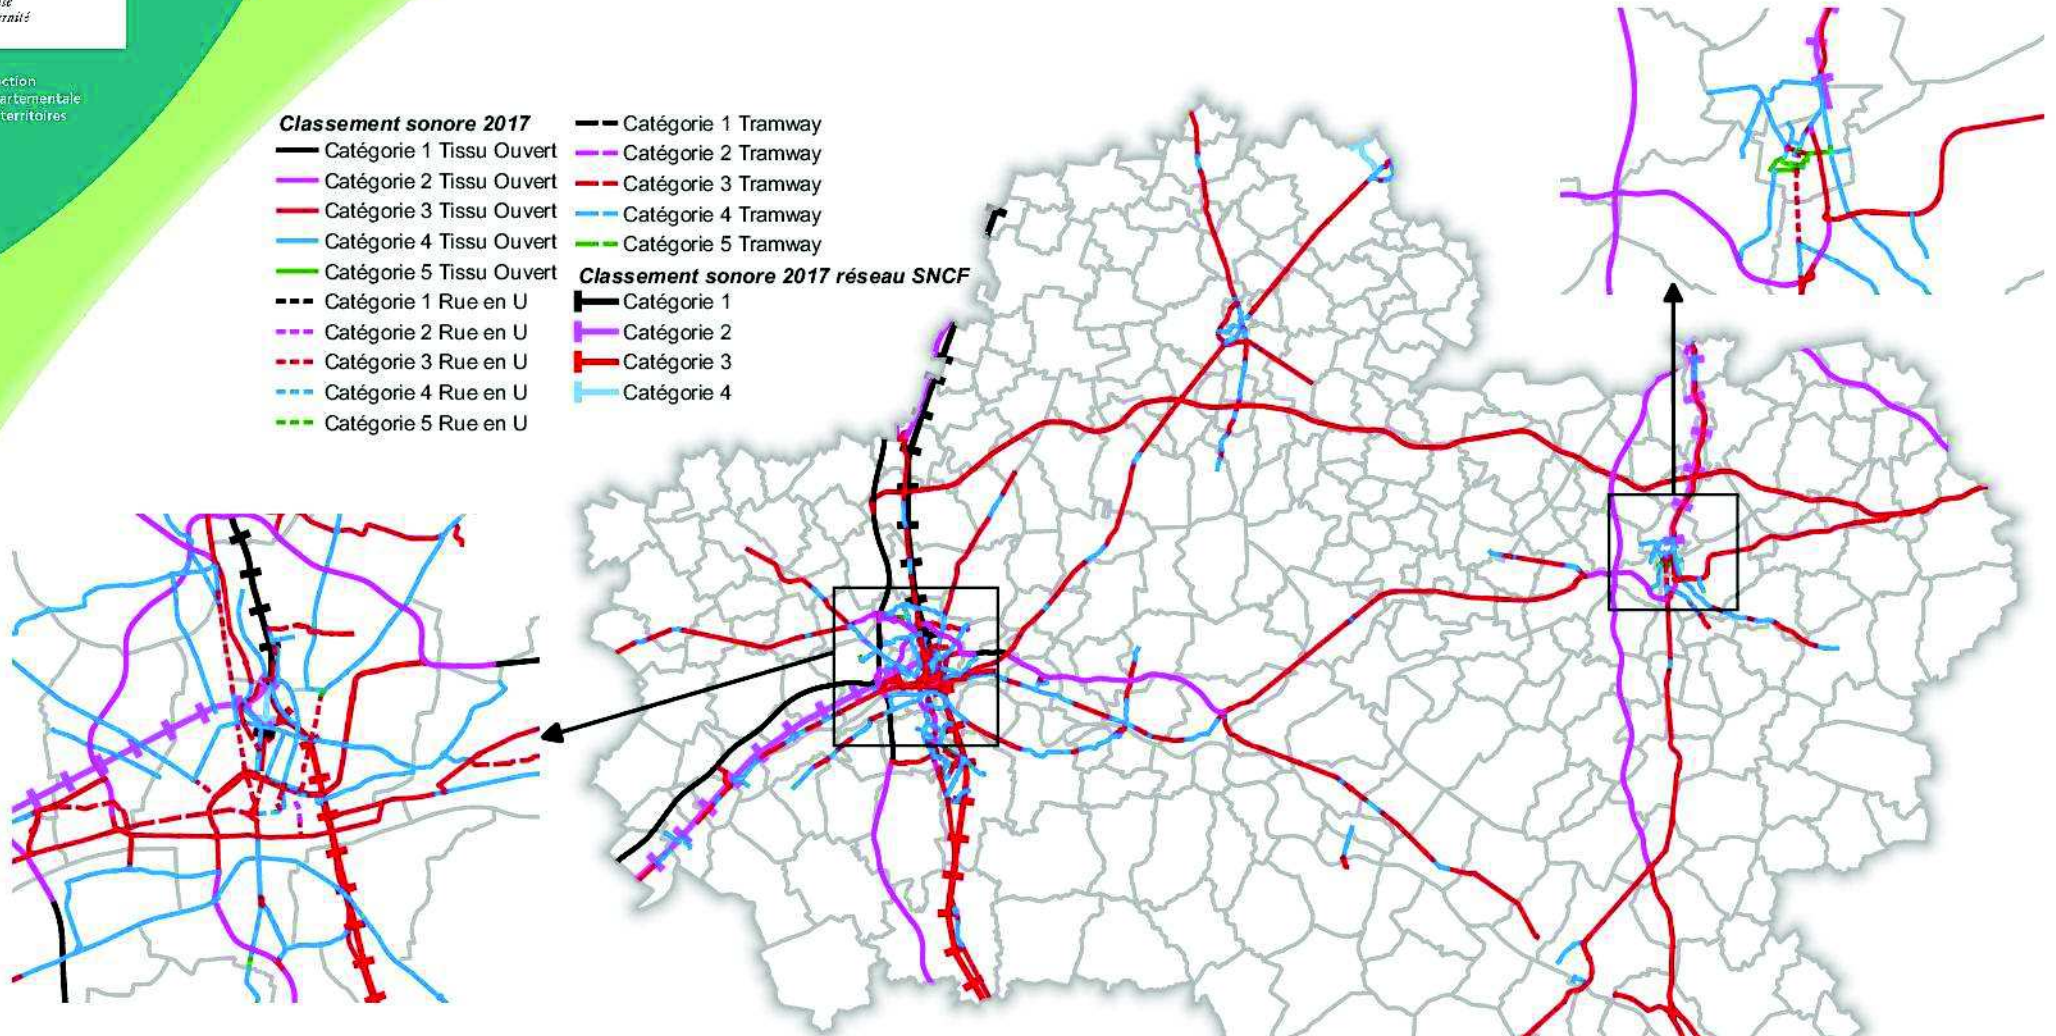 ction
artementale
territoires
Classement sonore 2017
Catégorie 1 Tissu Ouvert
Catégorie 2 Tissu Ouvert
Catégorie 3 Tissu Ouvert
Catégorie 4 Tissu Ouvert
Catégorie 5 Tissu Ouvert
Catégorie 1 Rue en U
Catégorie 2 Rue en U
Catégorie 3 Rue en U
Catégorie 4 Rue en U
Catégorie 5 Rue en U
Catégorie 1 Tramway
Catégorie 2 Tramway
Catégorie 3 Tramway
Catégorie 4 Tramway
Catégorie 5 Tramway
Classement sonore 2017 réseau SNCF
Catégorie 1
Catégorie 2
Catégorie 3
Catégorie 4